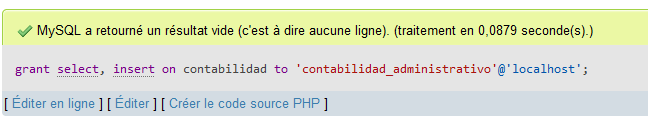 MySQL a retourné un résultat vide (c'est à dire aucune ligne). (traitement en 0,0879 seconde(s).)
grant select, insert on contabilidad to 'contabilidad_administrativo'@'localhost';
[ Éditer en ligne ] [ Éditer ] [ Créer le code source PHP ]